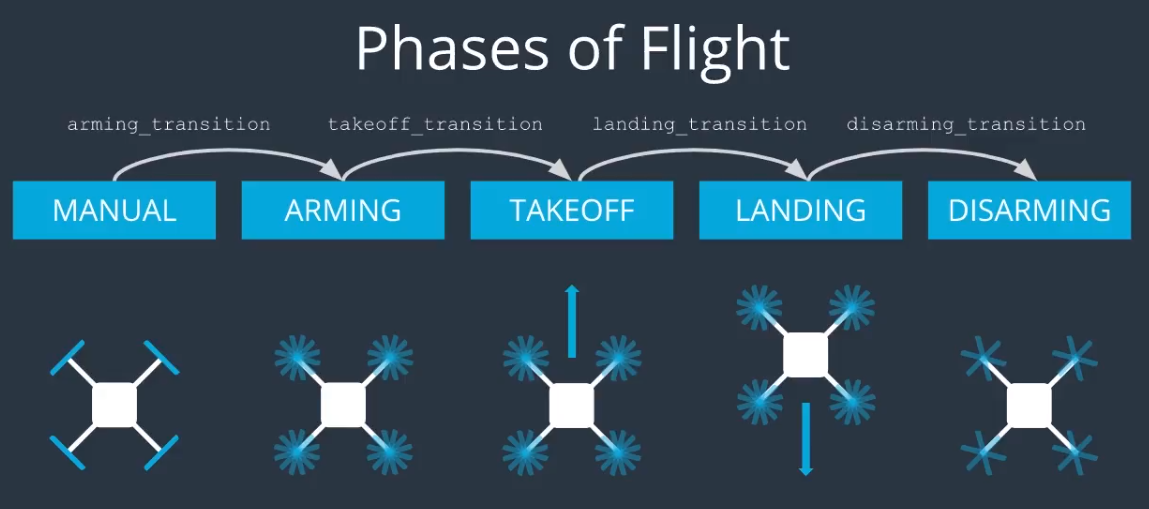 Phases of Flight
arming_transition takeoff_transition landing_transition disarming_transition
MANUAL ARMING TAKEOFF LANDING DISARMING